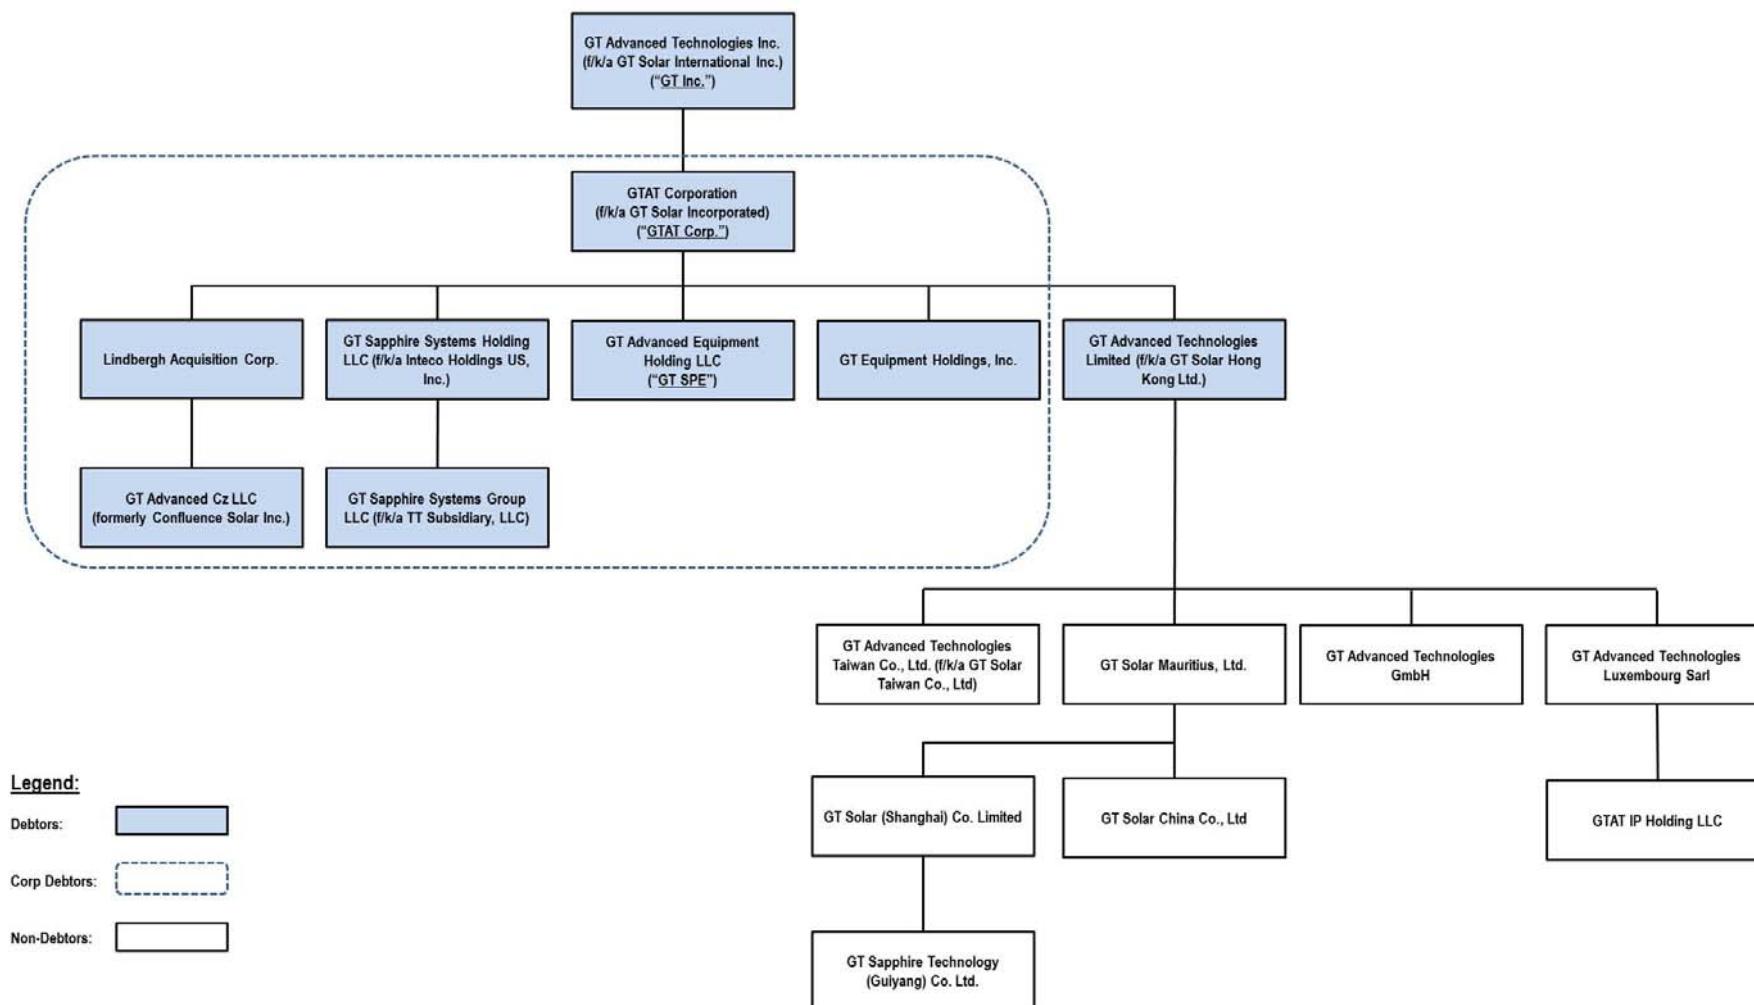 GT Advanced Technologies Inc.
(f/k/a GT Solar International Inc.)
("GT Inc.")
GTAT Corporation
(f/k/a GT Solar Incorporated)
("GTAT Corp.")
Lindbergh Acquisition Corp.
GT Sapphire Systems Holding
LLC (f/k/a Inteco Holdings US,
Inc.)
GT Advanced Equipment
Holding LLC
("GT SPE")
GT Equipment Holdings, Inc.
GT Advanced Technologies
Limited (f/k/a GT Solar Hong
Kong Ltd.)
GT Advanced Cz LLC
(formerly Confluence Solar Inc.)
GT Sapphire Systems Group
LLC (f/k/a TT Subsidiary, LLC)
GT Advanced Technologies
Taiwan Co., Ltd. (f/k/a GT Solar
Taiwan Co., Ltd)
GT Solar Mauritius, Ltd.
GT Advanced Technologies
GmbH
GT Advanced Technologies
Luxembourg Sarl
GT Solar (Shanghai) Co. Limited
GT Solar China Co., Ltd
GTAT IP Holding LLC
GT Sapphire Technology
(Guiyang) Co. Ltd.
Legend:
Debtors:
Corp Debtors:
Non-Debtors: